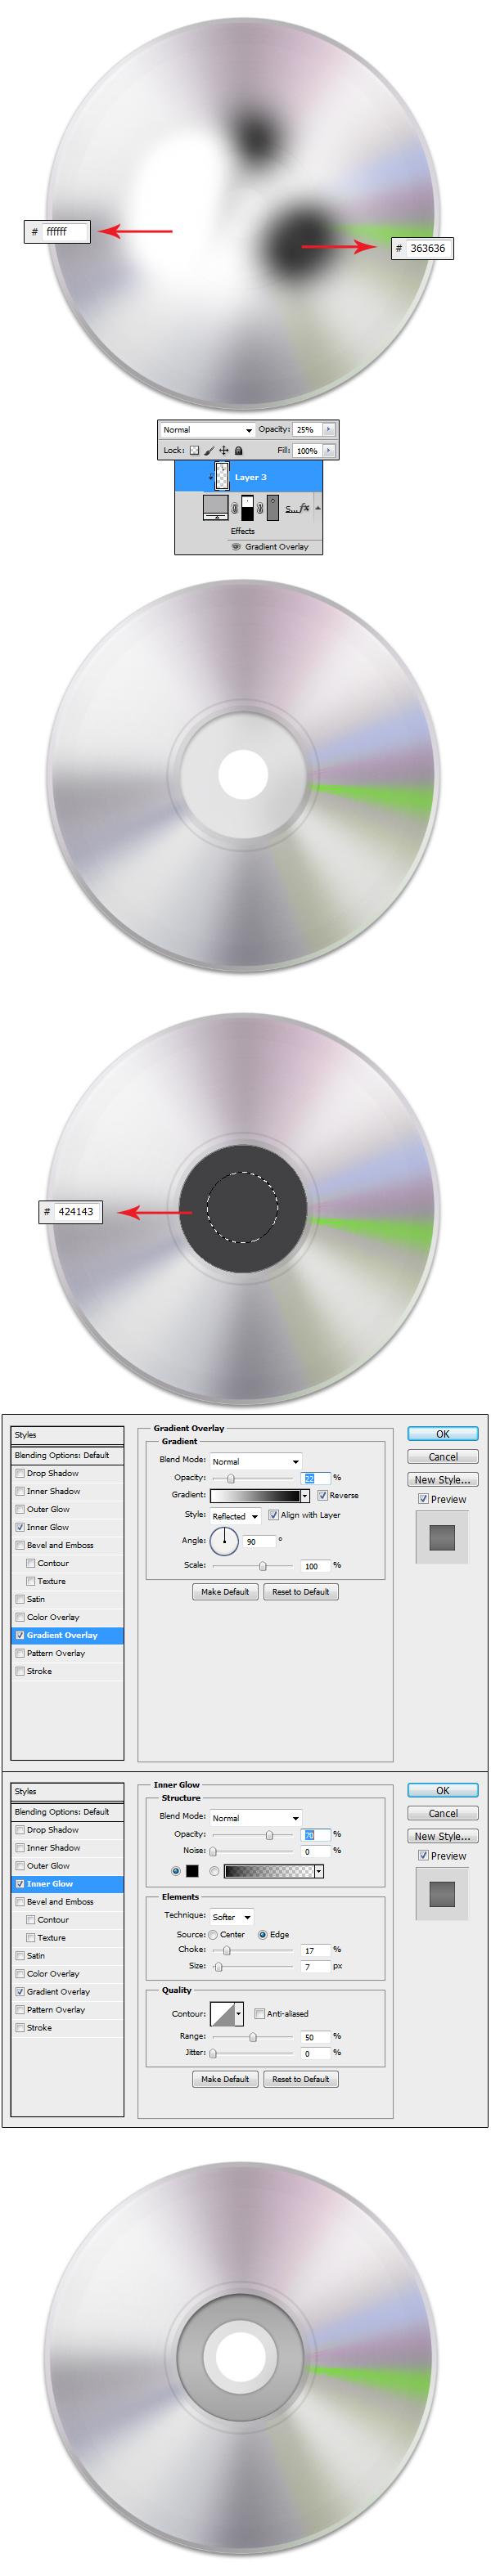 # ffffff
# 363636
Normal Opacity: 25%
Lock: Fill: 100%
Layer 3
S... fx
Effects
Gradient Overlay
# 424143
Styles
Blending Options: Default
Drop Shadow
Inner Shadow
Outer Glow
Inner Glow
Bevel and Emboss
Contour
Texture
Satin
Color Overlay
Gradient Overlay
Pattern Overlay
Stroke
Gradient Overlay
Gradient
Blend Mode: Normal
Opacity: 22 %
Gradient: Reverse
Style: Reflected Align with Layer
Angle: 90 °
Scale: 100 %
Make Default Reset to Default
OK
Cancel
New Style...
Preview
Styles
Blending Options: Default
Drop Shadow
Inner Shadow
Outer Glow
Inner Glow
Bevel and Emboss
Contour
Texture
Satin
Color Overlay
Gradient Overlay
Pattern Overlay
Stroke
Inner Glow
Structure
Blend Mode: Normal
Opacity: 70 %
Noise: 0 %
Elements
Technique: Softer
Source: Center Edge
Choke: 17 %
Size: 7 px
Quality
Contour: Anti-aliased
Range: 50 %
Jitter: 0 %
Make Default Reset to Default
OK
Cancel
New Style...
Preview